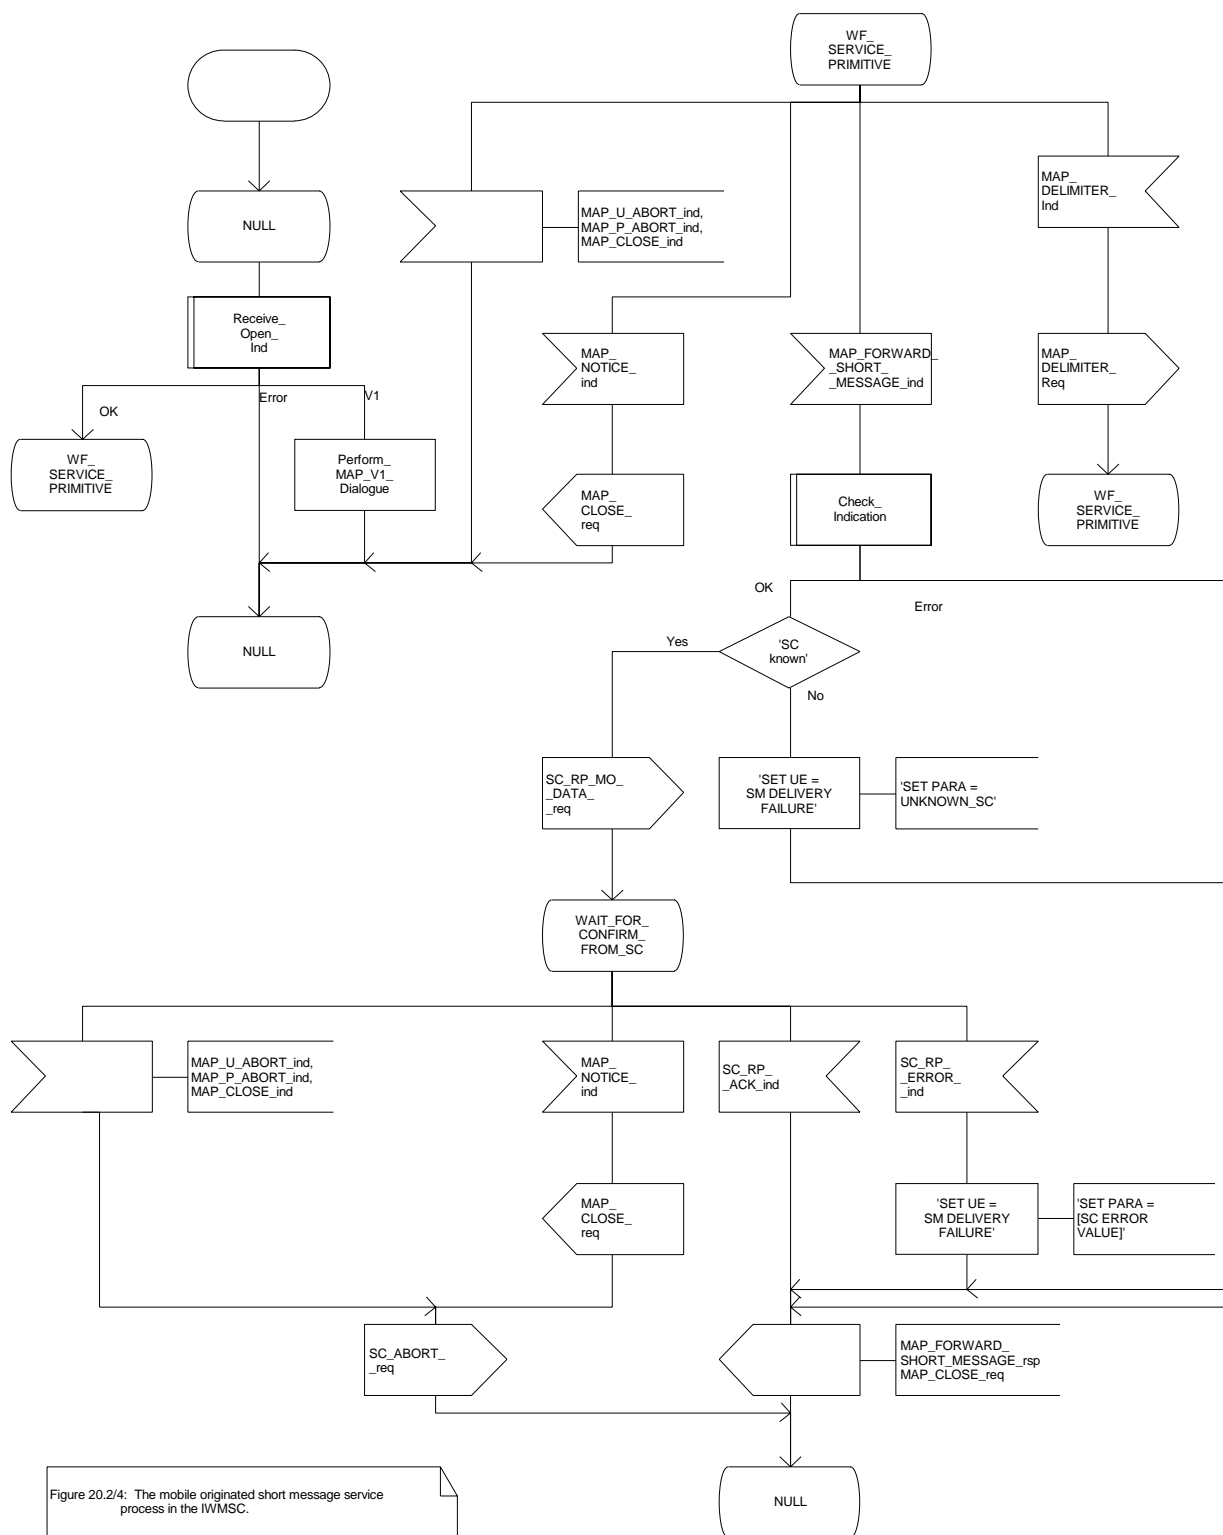 WF_
SERVICE_
PRIMITIVE
NULL
MAP_U_ABORT_ind,
MAP_P_ABORT_ind,
MAP_CLOSE_ind
MAP_
DELIMITER_
Ind
Receive_
Open_
Ind
MAP_
NOTICE_
ind
MAP_FORWARD_
_SHORT_
_MESSAGE_ind
MAP_
DELIMITER_
Req
OK
Error
V1
WF_
SERVICE_
PRIMITIVE
Perform_
MAP_V1_
Dialogue
MAP_
CLOSE_
req
Check_
Indication
WF_
SERVICE_
PRIMITIVE
OK
Error
NULL
Yes
'SC
known'
No
SC_RP_MO_
_DATA_
_req
'SET UE =
SM DELIVERY
FAILURE'
'SET PARA =
UNKNOWN_SC'
WAIT_FOR_
CONFIRM_
FROM_SC
MAP_U_ABORT_ind,
MAP_P_ABORT_ind,
MAP_CLOSE_ind
MAP_
NOTICE_
ind
SC_RP_
_ACK_ind
SC_RP_
_ERROR_
_ind
MAP_
CLOSE_
req
'SET UE =
SM DELIVERY
FAILURE'
'SET PARA =
[SC ERROR
VALUE]'
SC_ABORT_
_req
MAP_FORWARD_
SHORT_MESSAGE_rsp
MAP_CLOSE_req
NULL
Figure 20.2/4: The mobile originated short message service
process in the IWMSC.